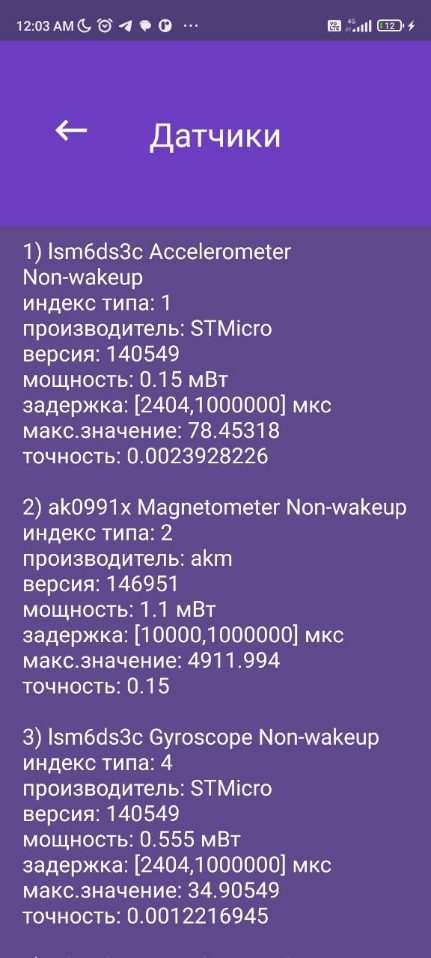 12:03 AM
4G
12
Датчики
1) lsm6ds3c Accelerometer
Non-wakeup
индекс типа: 1
производитель: STMicro
версия: 140549
мощность: 0.15 мВт
задержка: [2404,1000000] мкс
макс.значение: 78.45318
точность: 0.0023928226
2) ak0991x Magnetometer Non-wakeup
индекс типа: 2
производитель: akm
версия: 146951
мощность: 1.1 мВт
задержка: [10000,1000000] мкс
макс.значение: 4911.994
точность: 0.15
3) lsm6ds3c Gyroscope Non-wakeup
индекс типа: 4
производитель: STMicro
версия: 140549
мощность: 0.555 мВт
задержка: [2404,1000000] мкс
макс.значение: 34.90549
точность: 0.0012216945